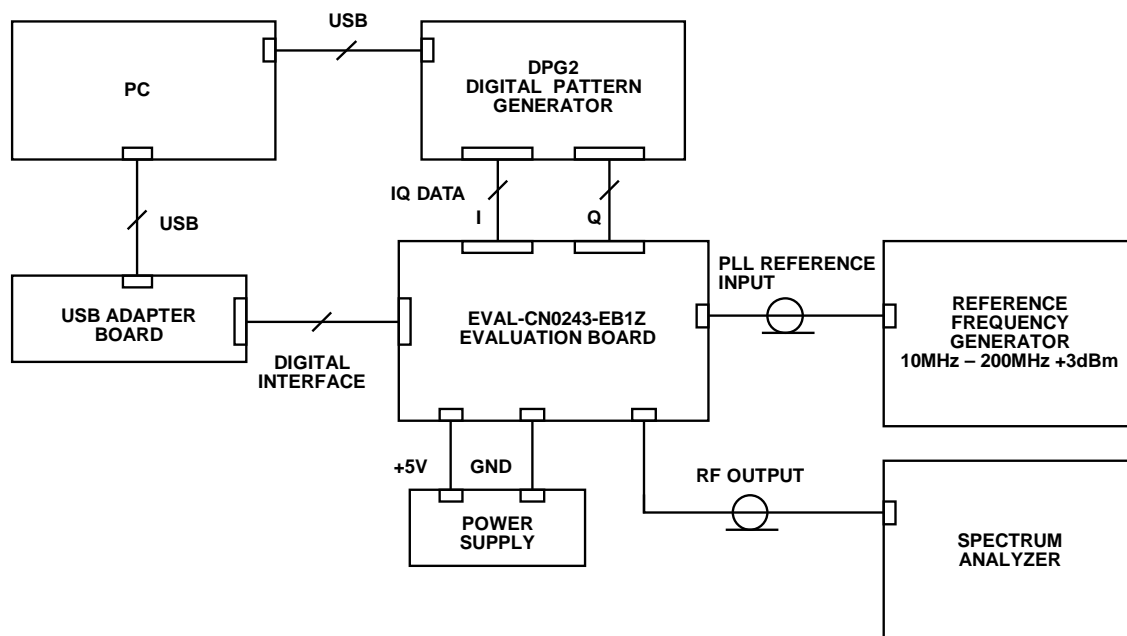 USB
PC
DPG2
DIGITAL PATTERN
GENERATOR
IQ DATA
I
Q
USB
USB ADAPTER
BOARD
DIGITAL
INTERFACE
EVAL-CN0243-EB1Z
EVALUATION BOARD
PLL REFERENCE
INPUT
REFERENCE
FREQUENCY
GENERATOR
10MHz – 200MHz +3dBm
+5V
GND
POWER
SUPPLY
RF OUTPUT
SPECTRUM
ANALYZER